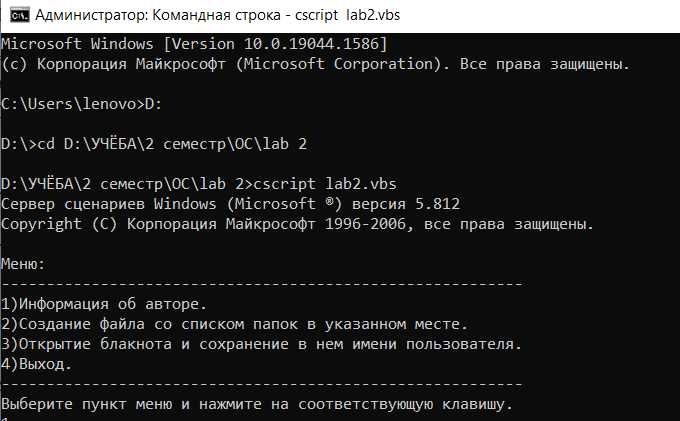 Администратор: Командная строка - cscript lab2.vbs
Microsoft Windows [Version 10.0.19044.1586]
(c) Корпорация Майкрософт (Microsoft Corporation). Все права защищены.
C:\Users\lenovo>D:
D:\>cd D:\УЧЁБА\2 семестр\ОС\lab 2
D:\УЧЁБА\2 семестр\ОС\lab 2>cscript lab2.vbs
Сервер сценариев Windows (Microsoft ®) версия 5.812
Copyright (C) Корпорация Майкрософт 1996-2006, все права защищены.
Меню:
----------------------------------------------------------
1)Информация об авторе.
2)Создание файла со списком папок в указанном месте.
3)Открытие блакнота и сохранение в нем имени пользователя.
4)Выход.
----------------------------------------------------------
Выберите пункт меню и нажмите на соответствующую клавишу.